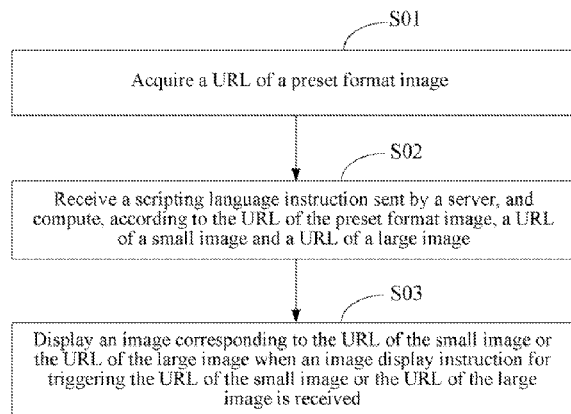 S01
Acquire a URL of a preset format image
S02
Receive a scripting language instruction sent by a server, and
compute, according to the URL of the preset format image, a URL
of a small image and a URL of a large image
S03
Display an image corresponding to the URL of the small image or
the URL of the large image when an image display instruction for
triggering the URL of the small image or the URL of the large
image is received